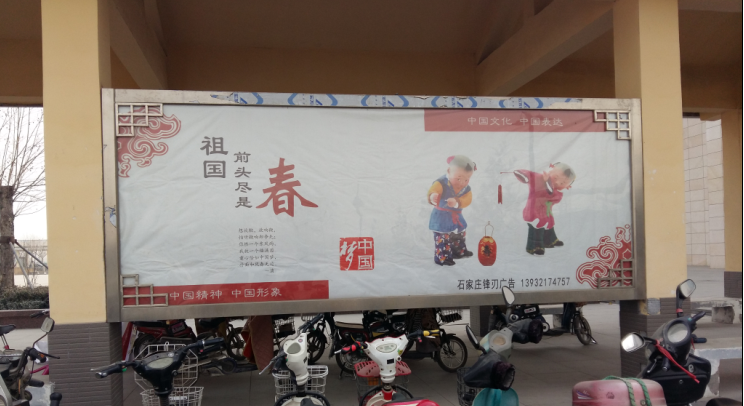 中国文化 中国表达
祖国
前头尽是
春
中国
梦
石家庄锋刃广告 13932174757
中国精神 中国形象